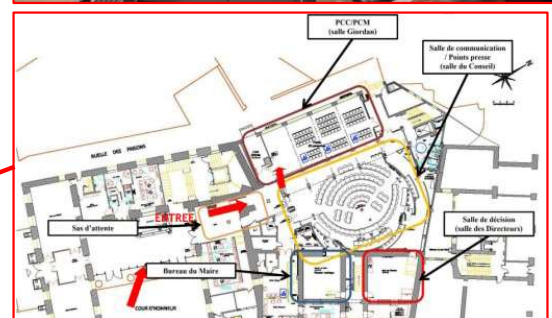 PCC/PCM
(salle Giordan)
Salle de communication
/ Points presse
(salle du Conseil)
RUELLE DES PRISONS
ENTREE
Sas d'attente
Salle de décision
(salle des Directeurs)
Bureau du Maire
COUR D'HONNEUR